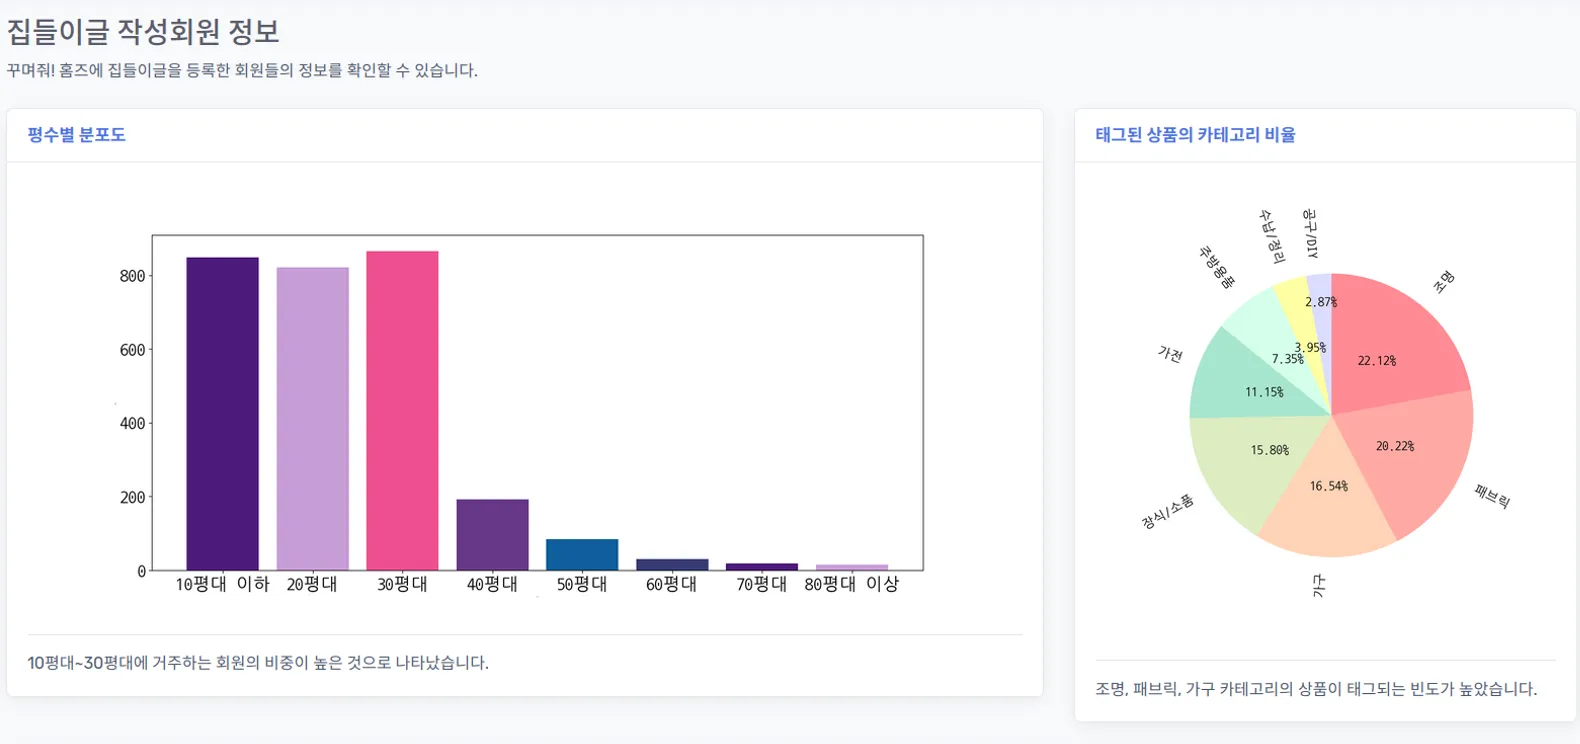 집들이글 작성회원 정보
꾸며줘! 홈즈에 집들이글을 등록한 회원들의 정보를 확인할 수 있습니다.
평수별 분포도
800
600
400
200
0
10평대 이하 20평대 30평대 40평대 50평대 60평대 70평대 80평대 이상
10평대~30평대에 거주하는 회원의 비중이 높은 것으로 나타났습니다.
태그된 상품의 카테고리 비율
조명
22.12%
패브릭
20.22%
가구
16.54%
장식/소품
15.80%
가전
11.15%
주방용품
7.35%
수납/정리
3.95%
공구/DIY
2.87%
조명, 패브릭, 가구 카테고리의 상품이 태그되는 빈도가 높았습니다.